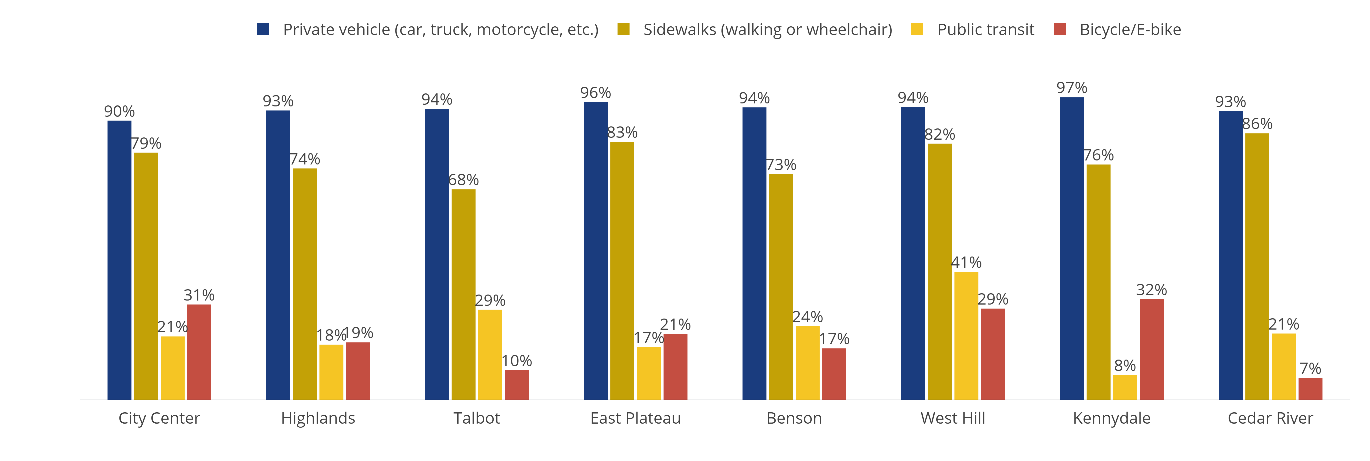 Private vehicle (car, truck, motorcycle, etc.) Sidewalks (walking or wheelchair) Public transit Bicycle/E-bike
90% 79% 21% 31%
93% 74% 18% 19%
94% 68% 29% 10%
96% 83% 17% 21%
94% 73% 24% 17%
94% 82% 41% 29%
97% 76% 8% 32%
93% 86% 21% 7%
City Center Highlands Talbot East Plateau Benson West Hill Kennydale Cedar River